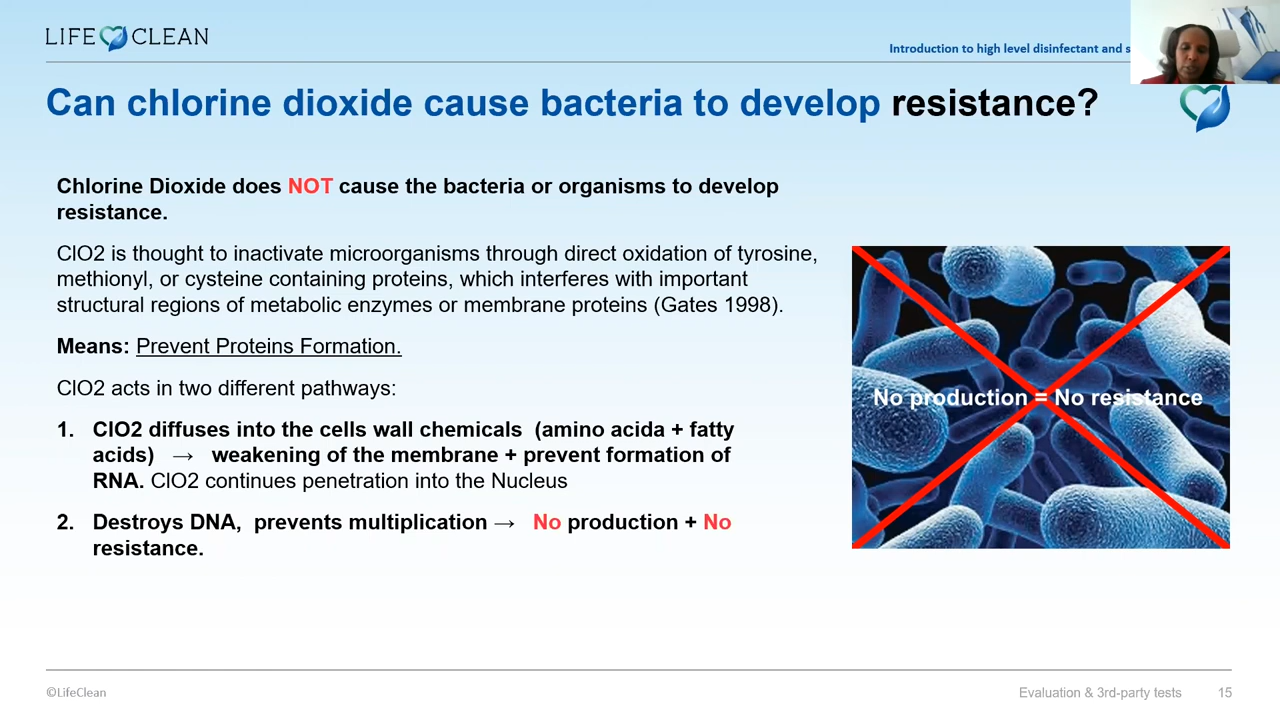 LIFE CLEAN
Introduction to high level disinfectant and s
Can chlorine dioxide cause bacteria to develop resistance?
Chlorine Dioxide does NOT cause the bacteria or organisms to develop
resistance.
ClO2 is thought to inactivate microorganisms through direct oxidation of tyrosine,
methionyl, or cysteine containing proteins, which interferes with important
structural regions of metabolic enzymes or membrane proteins (Gates 1998).
Means: Prevent Proteins Formation.
ClO2 acts in two different pathways:
1. ClO2 diffuses into the cells wall chemicals (amino acida + fatty
acids) → weakening of the membrane + prevent formation of
RNA. ClO2 continues penetration into the Nucleus
2. Destroys DNA, prevents multiplication → No production + No
resistance.
No production = No resistance
©LifeClean
Evaluation & 3rd-party tests 15